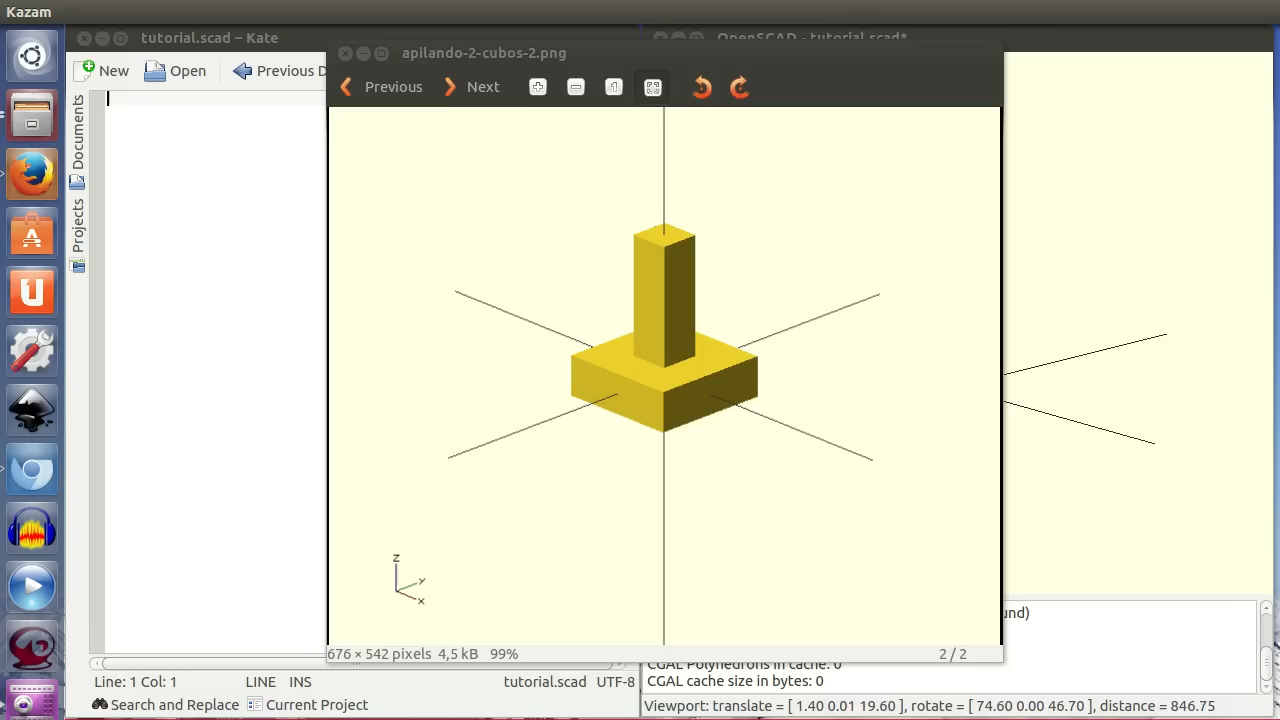 Kazam
tutorial.scad – Kate
OpenSCAD - tutorial.scad*
apilando-2-cubos-2.png
New
Open
Previous D
Previous
Next
Documents
Projects
Z
Y
X
676 × 542 pixels 4,5 kB 99%
2 / 2
und)
CGAL Polyhedrons in cache: 0
CGAL cache size in bytes: 0
Line: 1 Col: 1
LINE
INS
tutorial.scad
UTF-8
Search and Replace
Current Project
Viewport: translate = [ 1.40 0.01 19.60 ], rotate = [ 74.60 0.00 46.70 ], distance = 846.75